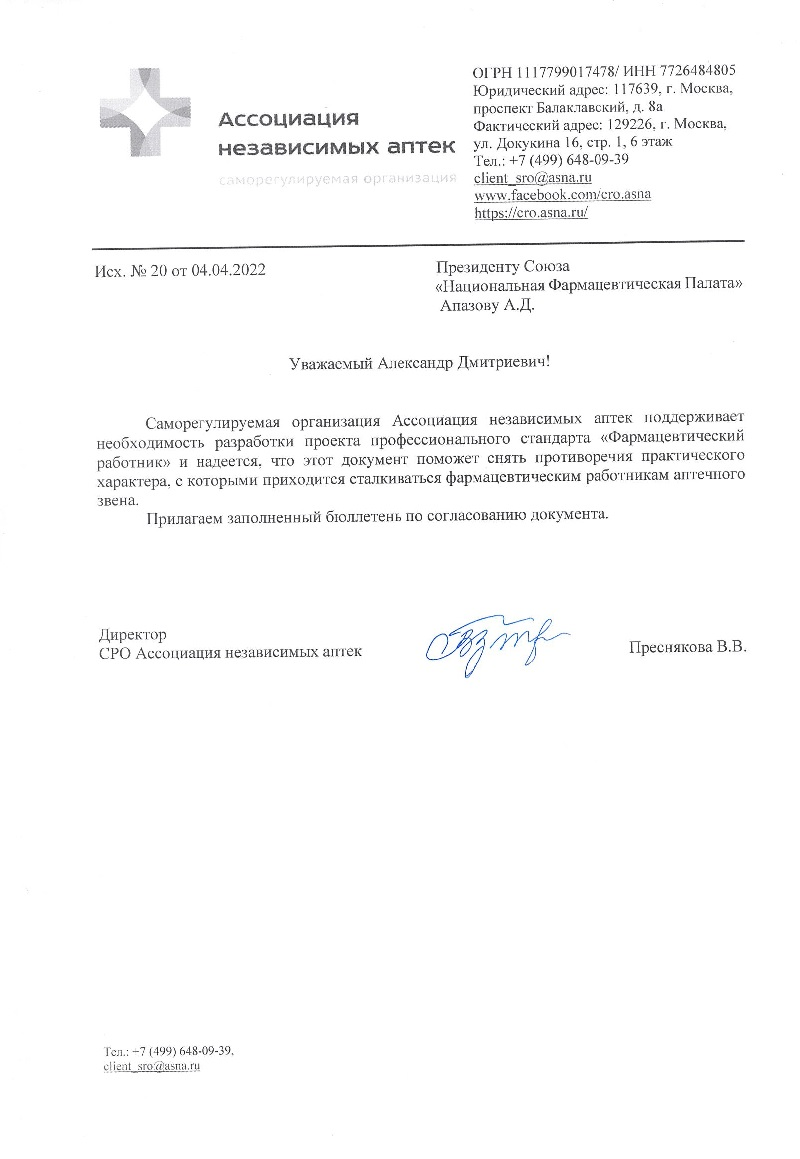 Ассоциация
независимых аптек
саморегулируемая организация
ОГРН 1117799017478/ ИНН 7726484805
Юридический адрес: 117639, г. Москва,
проспект Балаклавский, д. 8а
Фактический адрес: 129226, г. Москва,
ул. Докукина 16, стр. 1, 6 этаж
Тел.: +7 (499) 648-09-39
client_sro@asna.ru
www.facebook.com/cro.asna
https://cro.asna.ru/
Исх. № 20 от 04.04.2022
Президенту Союза
«Национальная Фармацевтическая Палата»
Апазову А.Д.
Уважаемый Александр Дмитриевич!
Саморегулируемая организация Ассоциация независимых аптек поддерживает
необходимость разработки проекта профессионального стандарта «Фармацевтический
работник» и надеется, что этот документ поможет снять противоречия практического
характера, с которыми приходится сталкиваться фармацевтическим работникам аптечного
звена.
Прилагаем заполненный бюллетень по согласованию документа.
Директор
СРО Ассоциация независимых аптек
Преснякова В.В.
Тел.: +7 (499) 648-09-39.
client_sro@asna.ru